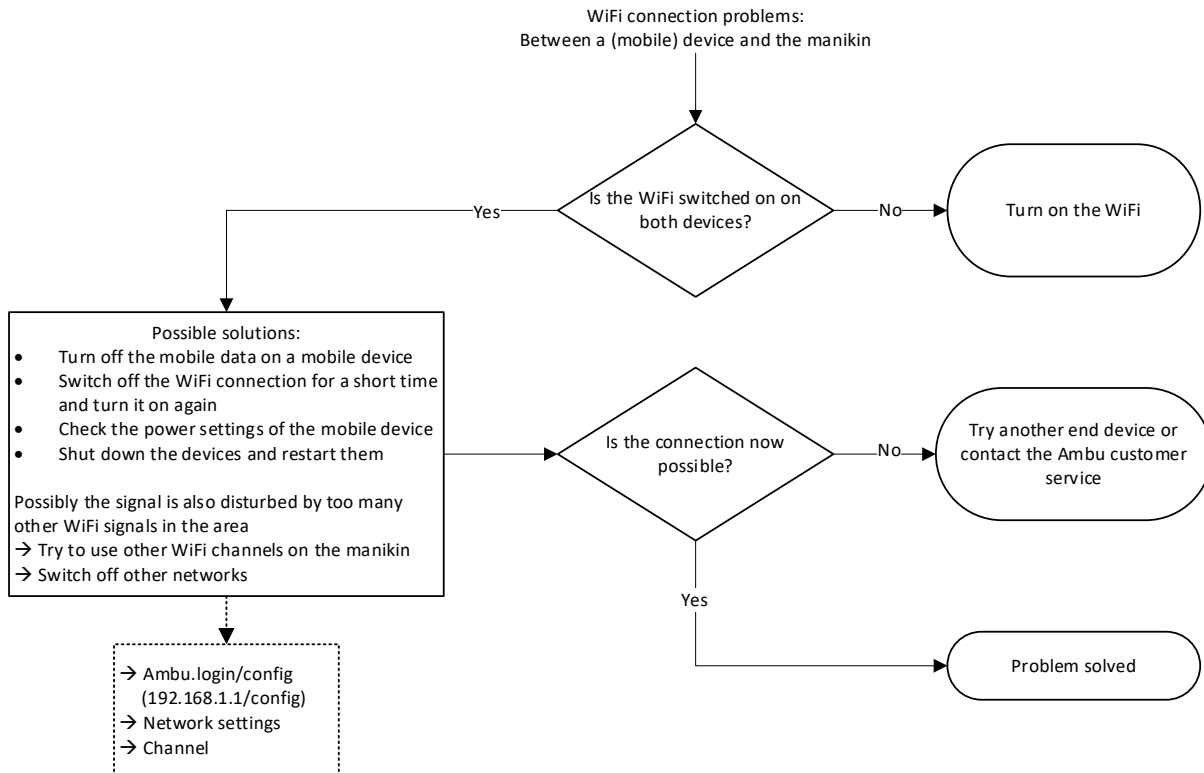 WiFi connection problems:
Between a (mobile) device and the manikin
Is the WiFi switched on on
both devices?
Yes
No
Turn on the WiFi
Possible solutions:
• Turn off the mobile data on a mobile device
• Switch off the WiFi connection for a short time
and turn it on again
• Check the power settings of the mobile device
• Shut down the devices and restart them
Possibly the signal is also disturbed by too many
other WiFi signals in the area
→ Try to use other WiFi channels on the manikin
→ Switch off other networks
Is the connection now
possible?
No
Try another end device or
contact the Ambu customer
service
Yes
Problem solved
→ Ambu.login/config
(192.168.1.1/config)
→ Network settings
→ Channel